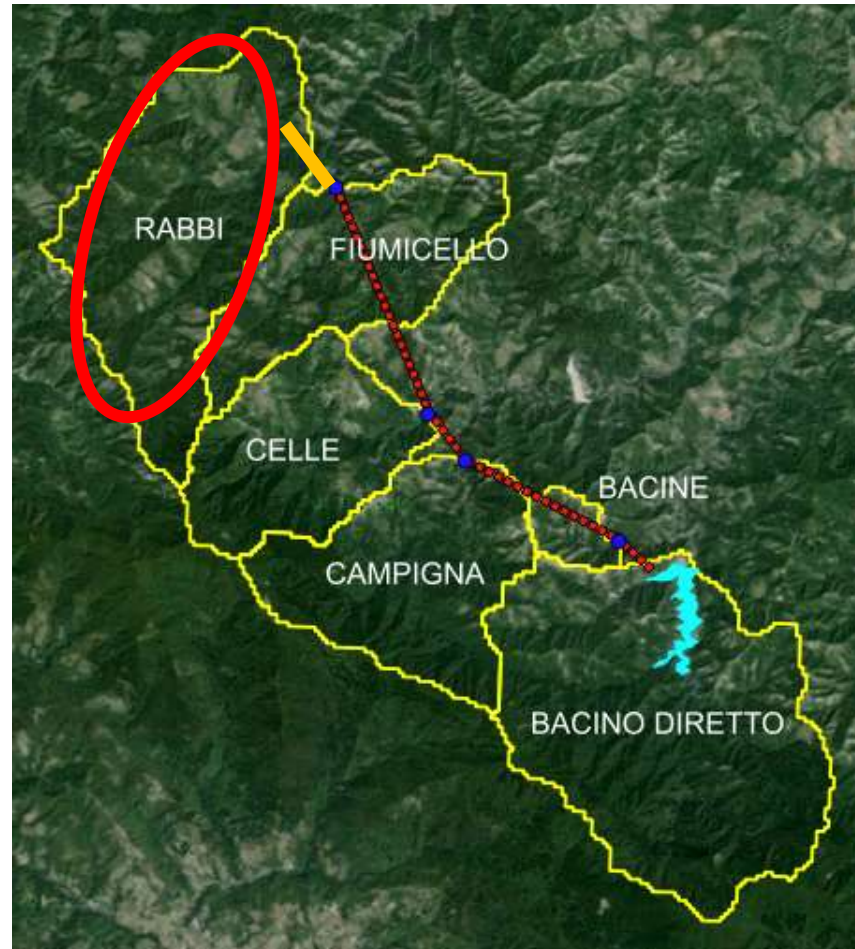 RABBI
FIUMICELLO
CELLE
BACINE
CAMPIGNA
BACINO DIRETTO